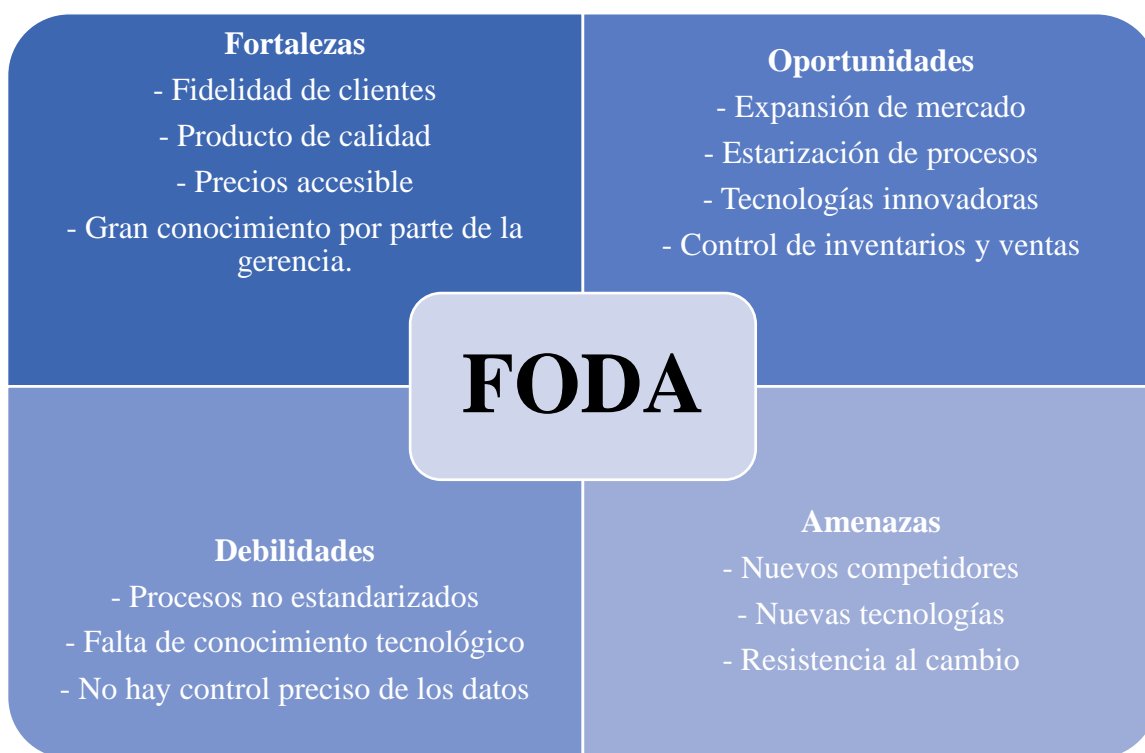 Fortalezas
- Fidelidad de clientes
- Producto de calidad
- Precios accesible
- Gran conocimiento por parte de la
gerencia.
Oportunidades
- Expansión de mercado
- Estarización de procesos
- Tecnologías innovadoras
- Control de inventarios y ventas
FODA
Debilidades
- Procesos no estandarizados
- Falta de conocimiento tecnológico
- No hay control preciso de los datos
Amenazas
- Nuevos competidores
- Nuevas tecnologías
- Resistencia al cambio